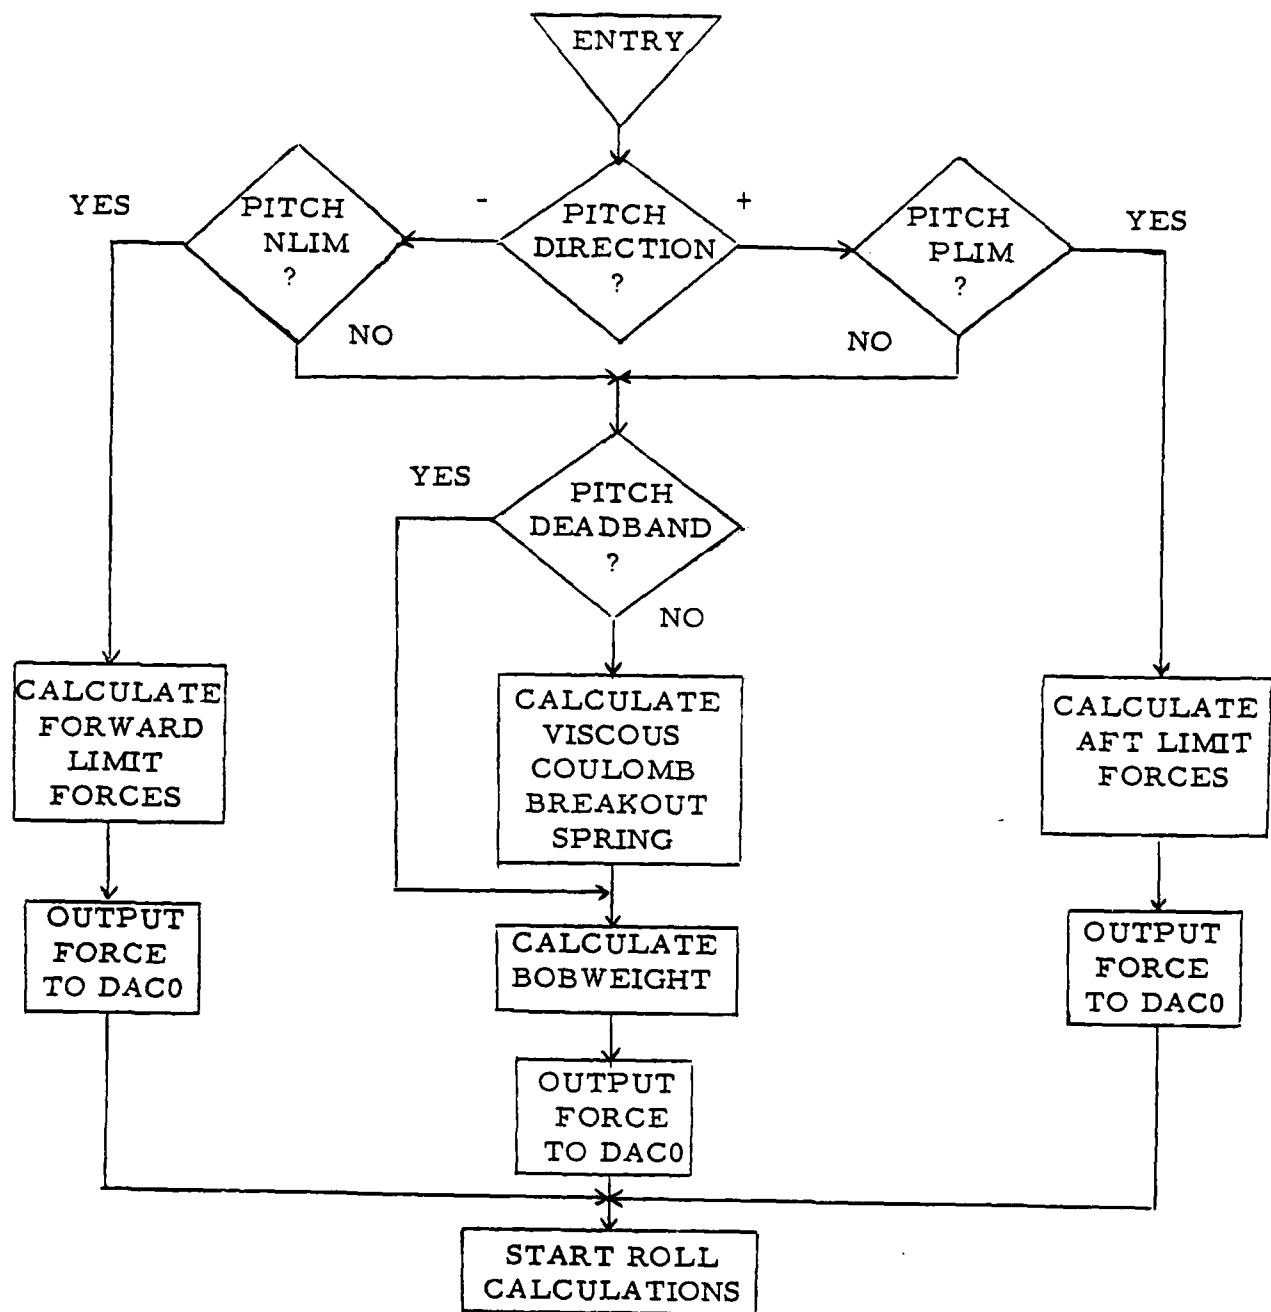 ENTRY
YES
PITCH
NLIM
?
-
PITCH
DIRECTION
?
+
PITCH
PLIM
?
YES
NO
NO
YES
PITCH
DEADBAND
?
NO
CALCULATE
FORWARD
LIMIT
FORCES
CALCULATE
VISCOUS
COULOMB
BREAKOUT
SPRING
CALCULATE
AFT LIMIT
FORCES
OUTPUT
FORCE
TO DAC0
CALCULATE
BOBWEIGHT
OUTPUT
FORCE
TO DAC0
OUTPUT
FORCE
TO DAC0
START ROLL
CALCULATIONS